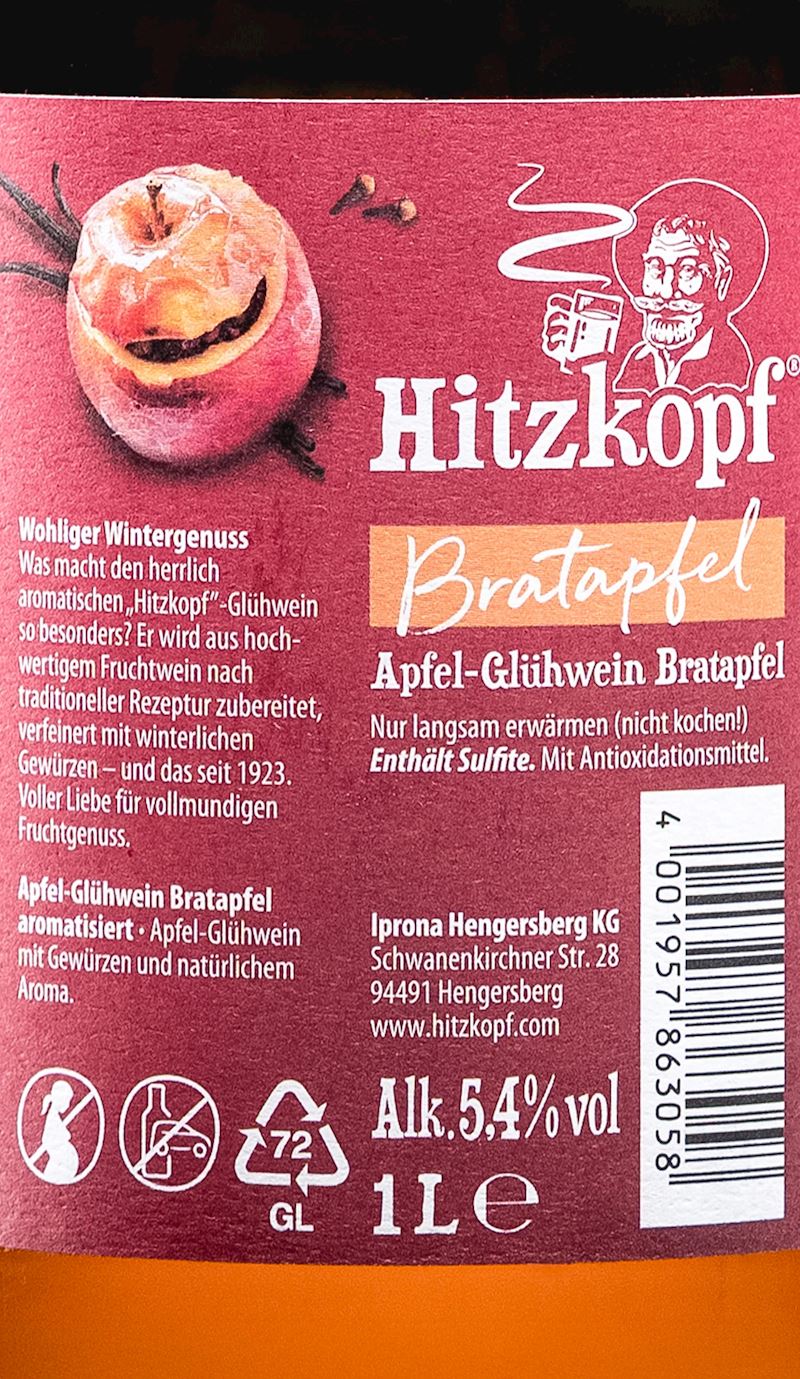 Hitzkopf®
Bratapfel
Apfel-Glühwein Bratapfel
Nur langsam erwärmen (nicht kochen!)
Enthält Sulfite. Mit Antioxidationsmittel.
Wohliger Wintergenuss
Was macht den herrlich
aromatischen „Hitzkopf”-Glühwein
so besonders? Er wird aus hoch-
wertigem Fruchtwein nach
traditioneller Rezeptur zubereitet,
verfeinert mit winterlichen
Gewürzen – und das seit 1923.
Voller Liebe für vollmundigen
Fruchtgenuss.
Apfel-Glühwein Bratapfel
aromatisiert · Apfel-Glühwein
mit Gewürzen und natürlichem
Aroma.
Iprona Hengersberg KG
Schwanenkirchner Str. 28
94491 Hengersberg
www.hitzkopf.com
Alk. 5,4% vol
1 L e
72
GL
4 001957 863058